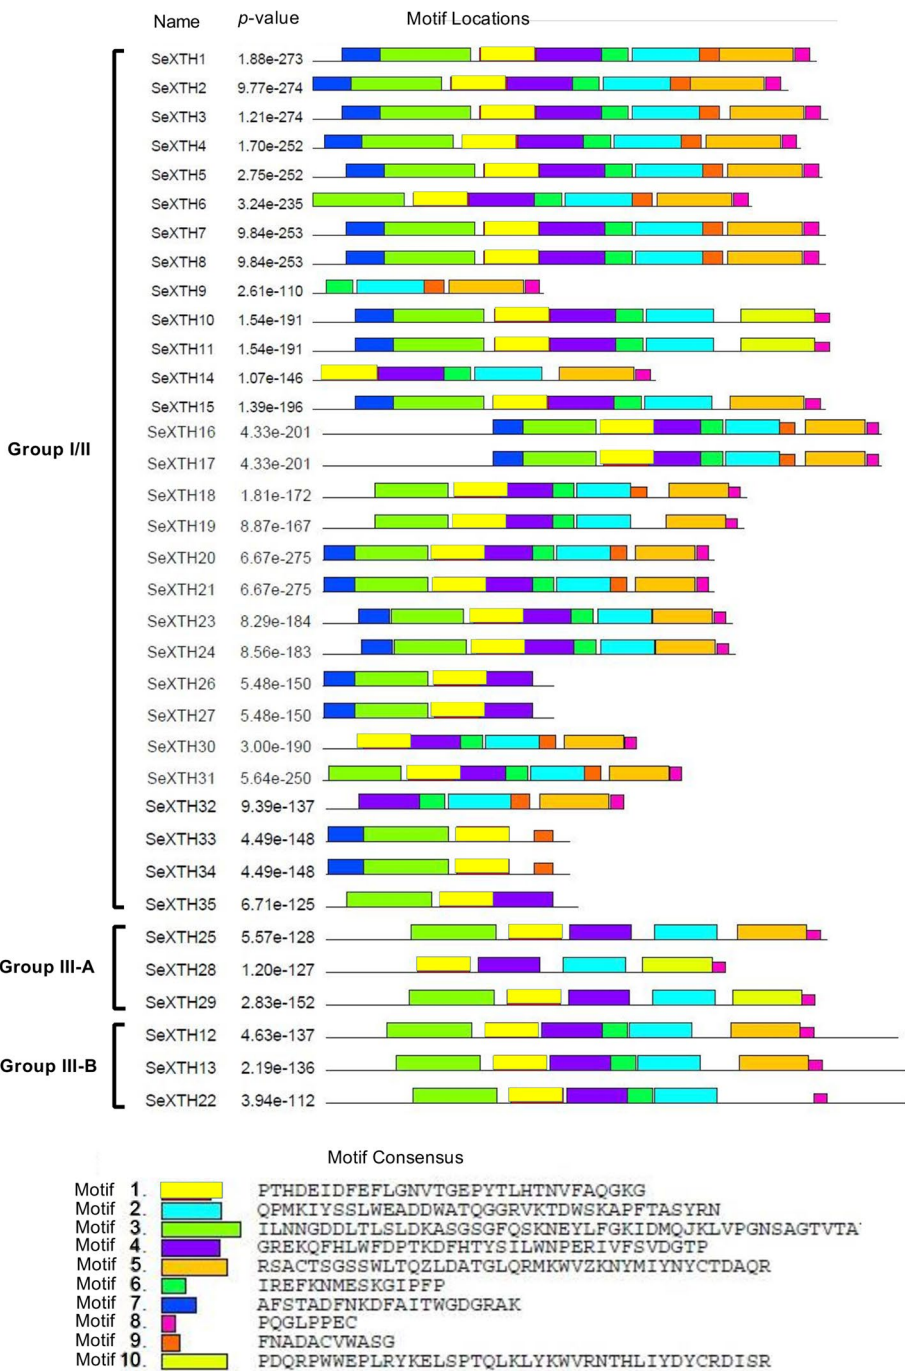 Name p-value Motif Locations
SeXTH1 1.88e-273
SeXTH2 9.77e-274
SeXTH3 1.21e-274
SeXTH4 1.70e-252
SeXTH5 2.75e-252
SeXTH6 3.24e-235
SeXTH7 9.84e-253
SeXTH8 9.84e-253
SeXTH9 2.61e-110
SeXTH10 1.54e-191
SeXTH11 1.54e-191
SeXTH14 1.07e-146
SeXTH15 1.39e-196
SeXTH16 4.33e-201
Group I/II
SeXTH17 4.33e-201
SeXTH18 1.81e-172
SeXTH19 8.87e-167
SeXTH20 6.67e-275
SeXTH21 6.67e-275
SeXTH23 8.29e-184
SeXTH24 8.56e-183
SeXTH26 5.48e-150
SeXTH27 5.48e-150
SeXTH30 3.00e-190
SeXTH31 5.64e-250
SeXTH32 9.39e-137
SeXTH33 4.49e-148
SeXTH34 4.49e-148
SeXTH35 6.71e-125
SeXTH25 5.57e-128
Group III-A SeXTH28 1.20e-127
SeXTH29 2.83e-152
SeXTH12 4.63e-137
Group III-B SeXTH13 2.19e-136
SeXTH22 3.94e-112
Motif Consensus
Motif 1. PTHDEIDFEFLGNVTGEPYTLHTNVFAQGKG
Motif 2. QPMKIYSSLWEADDWATQGGRVKTDWSKAPFTASYRN
Motif 3. ILNNGDDLTLSLDKASGSGFQSKNEYLFGKIDMQJKLVPGNSAGTVTA
Motif 4. GREKQFHLWFDPTKDFHTYSILWNPERIVFSVDGTP
Motif 5. RSACTSGSSWLTQZLDATGLQRMKWVZKNYMIYNYCTDAQR
Motif 6. IREFKNMESKGIPFP
Motif 7. AFSTADFNKDFAITWGDGRAK
Motif 8. PQGLPPEC
Motif 9. FNADACVWASG
Motif 10. PDQRPWWEPLRYKELSPTQLKLYKWVRNTHLIYDYCRDISR